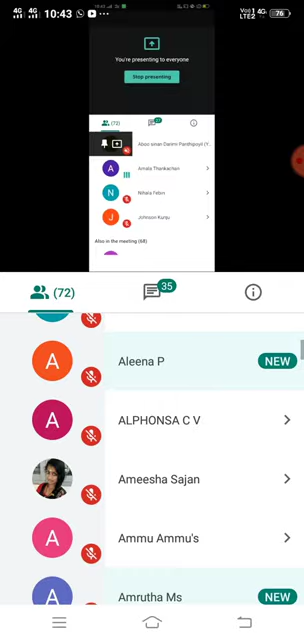 4G 4G 10:43 Vo) 1 LTE2 4G 76
You're presenting to everyone
Stop presenting
(72)
Amala Thankachan
A
Nihala Febin
N
Johnson Kunju
J
Also in the meeting (68)
(72) 35
A Aleena P NEW
A ALPHONSA C V
Ameesha Sajan
A Ammu Ammu's
A Amrutha Ms NEW